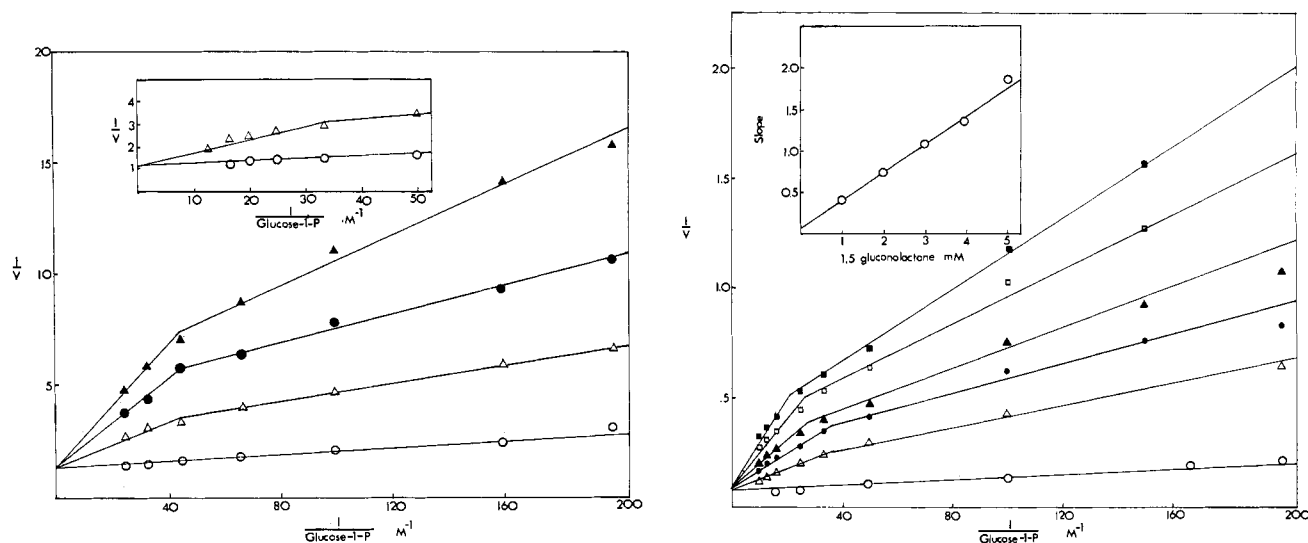 20
15
10
5
1
V
4
3
2
1
1
V
10 20 30 40 50
1
Glucose-1-P .M⁻¹
40 80 120 160 200
1
Glucose-1-P M⁻¹
2.0
1.5
1.0
.5
1
V
2.0
1.5
1.0
0.5
Slope
1 2 3 4 5
1,5 gluconolactone mM
40 80 120 160 200
1
Glucose-1-P M⁻¹